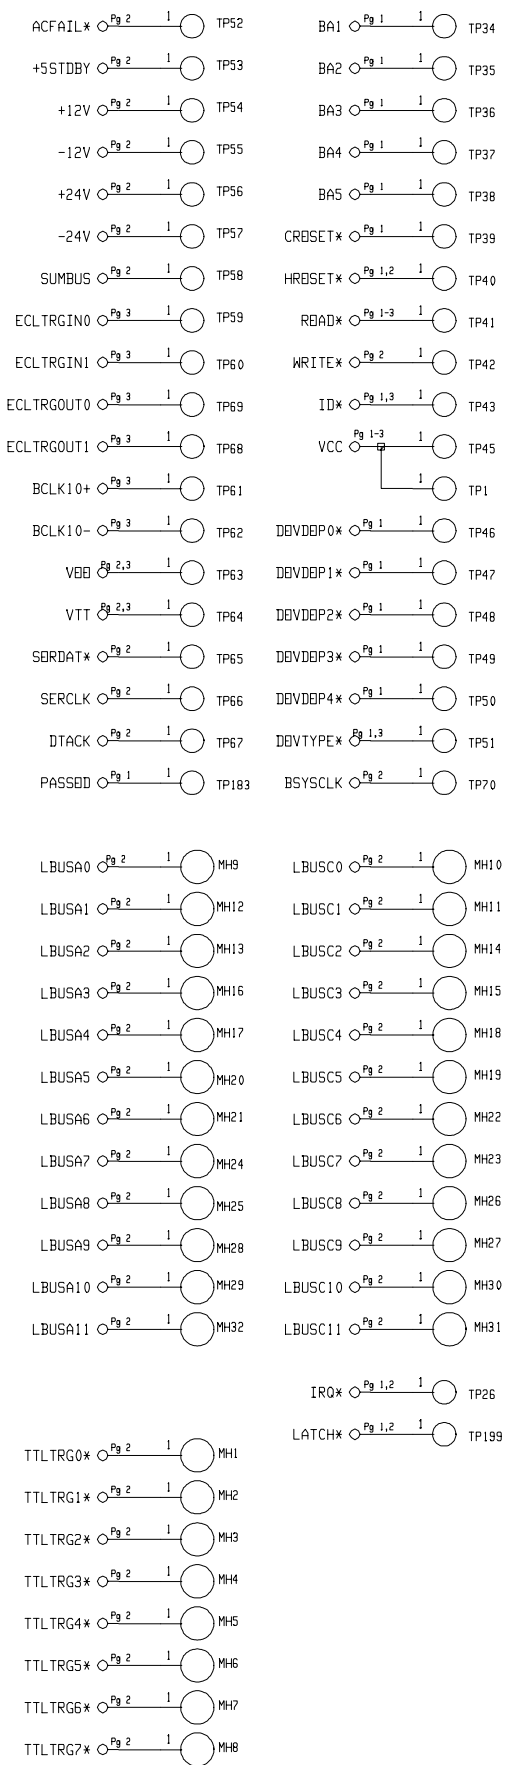 ACFAIL* Pg 2 1 TP52
+5STDBY Pg 2 1 TP53
+12V Pg 2 1 TP54
-12V Pg 2 1 TP55
+24V Pg 2 1 TP56
-24V Pg 2 1 TP57
SUMBUS Pg 2 1 TP58
ECLTRGIN0 Pg 3 1 TP59
ECLTRGIN1 Pg 3 1 TP60
ECLTRGOUT0 Pg 3 1 TP69
ECLTRGOUT1 Pg 3 1 TP68
BCLK10+ Pg 3 1 TP61
BCLK10- Pg 3 1 TP62
VEE Pg 2,3 1 TP63
VTT Pg 2,3 1 TP64
SERDAT* Pg 2 1 TP65
SERCLK Pg 2 1 TP66
DTACK Pg 2 1 TP67
PASSED Pg 1 1 TP183
BA1 Pg 1 1 TP34
BA2 Pg 1 1 TP35
BA3 Pg 1 1 TP36
BA4 Pg 1 1 TP37
BA5 Pg 1 1 TP38
CRESET* Pg 1 1 TP39
HRESET* Pg 1,2 1 TP40
READ* Pg 1-3 1 TP41
WRITE* Pg 2 1 TP42
ID* Pg 1,3 1 TP43
VCC Pg 1-3 1 TP45
1 TP1
DEVDEP0* Pg 1 1 TP46
DEVDEP1* Pg 1 1 TP47
DEVDEP2* Pg 1 1 TP48
DEVDEP3* Pg 1 1 TP49
DEVDEP4* Pg 1 1 TP50
DEVTYPE* Pg 1,3 1 TP51
BSYSCLK Pg 2 1 TP70
LBUSA0 Pg 2 1 MH9
LBUSA1 Pg 2 1 MH12
LBUSA2 Pg 2 1 MH13
LBUSA3 Pg 2 1 MH16
LBUSA4 Pg 2 1 MH17
LBUSA5 Pg 2 1 MH20
LBUSA6 Pg 2 1 MH21
LBUSA7 Pg 2 1 MH24
LBUSA8 Pg 2 1 MH25
LBUSA9 Pg 2 1 MH28
LBUSA10 Pg 2 1 MH29
LBUSA11 Pg 2 1 MH32
LBUSC0 Pg 2 1 MH10
LBUSC1 Pg 2 1 MH11
LBUSC2 Pg 2 1 MH14
LBUSC3 Pg 2 1 MH15
LBUSC4 Pg 2 1 MH18
LBUSC5 Pg 2 1 MH19
LBUSC6 Pg 2 1 MH22
LBUSC7 Pg 2 1 MH23
LBUSC8 Pg 2 1 MH26
LBUSC9 Pg 2 1 MH27
LBUSC10 Pg 2 1 MH30
LBUSC11 Pg 2 1 MH31
IRQ* Pg 1,2 1 TP26
LATCH* Pg 1,2 1 TP199
TTLTRG0* Pg 2 1 MH1
TTLTRG1* Pg 2 1 MH2
TTLTRG2* Pg 2 1 MH3
TTLTRG3* Pg 2 1 MH4
TTLTRG4* Pg 2 1 MH5
TTLTRG5* Pg 2 1 MH6
TTLTRG6* Pg 2 1 MH7
TTLTRG7* Pg 2 1 MH8